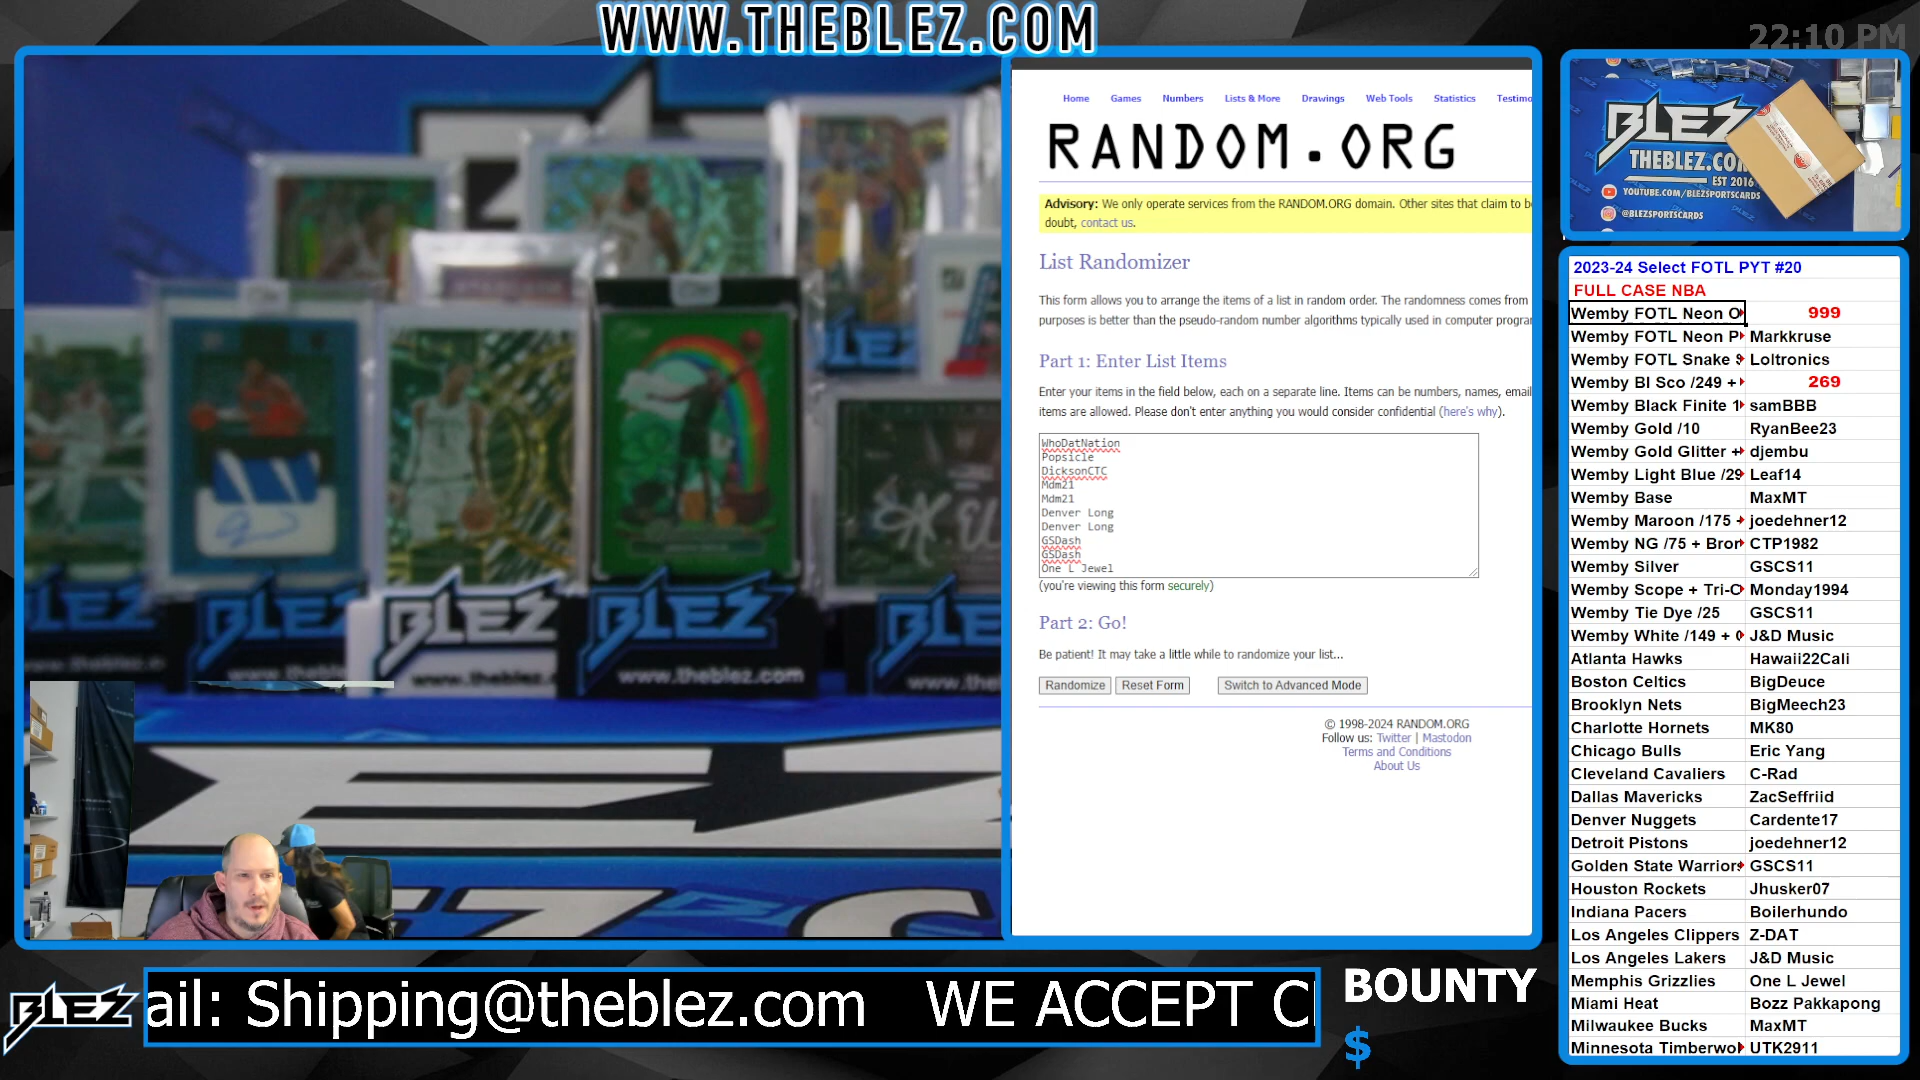 WWW.THEBLEZ.COM
22:10 PM
Home Games Numbers Lists & More Drawings Web Tools Statistics Testimo
RANDOM.ORG
Advisory: We only operate services from the RANDOM.ORG domain. Other sites that claim to be
doubt, contact us.
List Randomizer
This form allows you to arrange the items of a list in random order. The randomness comes from
purposes is better than the pseudo-random number algorithms typically used in computer progra
Part 1: Enter List Items
Enter your items in the field below, each on a separate line. Items can be numbers, names, email
items are allowed. Please don't enter anything you would consider confidential (here's why).
WhoDatNation
Popsicle
DicksonCTC
Mdm21
Mdm21
Denver Long
Denver Long
GSDash
GSDash
One L Jewel
(you're viewing this form securely)
Part 2: Go!
Be patient! It may take a little while to randomize your list...
Randomize Reset Form Switch to Advanced Mode
© 1998-2024 RANDOM.ORG
Follow us: Twitter | Mastodon
Terms and Conditions
About Us
BLEZ
THEBLEZ.COM
EST 2016
YOUTUBE.COM/BLEZSPORTSCARDS
@BLEZSPORTSCARDS
2023-24 Select FOTL PYT #20
FULL CASE NBA
Wemby FOTL Neon O 999
Wemby FOTL Neon P Markkruse
Wemby FOTL Snake S Loltronics
Wemby Bl Sco /249 + 269
Wemby Black Finite 1 samBBB
Wemby Gold /10 RyanBee23
Wemby Gold Glitter + djembu
Wemby Light Blue /29 Leaf14
Wemby Base MaxMT
Wemby Maroon /175 + joedehner12
Wemby NG /75 + Bron CTP1982
Wemby Silver GSCS11
Wemby Scope + Tri-C Monday1994
Wemby Tie Dye /25 GSCS11
Wemby White /149 + J&D Music
Atlanta Hawks Hawaii22Cali
Boston Celtics BigDeuce
Brooklyn Nets BigMeech23
Charlotte Hornets MK80
Chicago Bulls Eric Yang
Cleveland Cavaliers C-Rad
Dallas Mavericks ZacSeffriid
Denver Nuggets Cardente17
Detroit Pistons joedehner12
Golden State Warriors GSCS11
Houston Rockets Jhusker07
Indiana Pacers Boilerhundo
Los Angeles Clippers Z-DAT
Los Angeles Lakers J&D Music
Memphis Grizzlies One L Jewel
Miami Heat Bozz Pakkapong
Milwaukee Bucks MaxMT
Minnesota Timberwol UTK2911
BLEZ BLEZ BLEZ
www.theblez.com
BLEZ
ail: Shipping@theblez.com WE ACCEPT C
BOUNTY
$